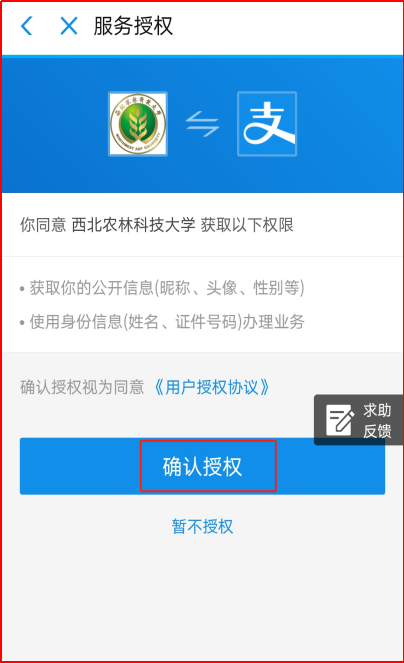 服务授权
支
你同意 西北农林科技大学 获取以下权限
• 获取你的公开信息(昵称、头像、性别等)
• 使用身份信息(姓名、证件号码)办理业务
确认授权视为同意 《用户授权协议》
求助
反馈
确认授权
暂不授权